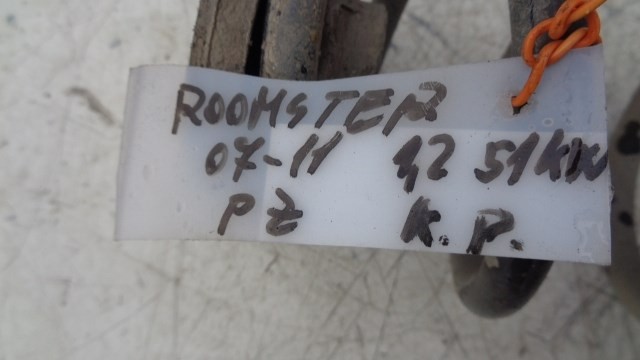 ROOMSTER
07-11 1,2 51KW
PZ K.P.